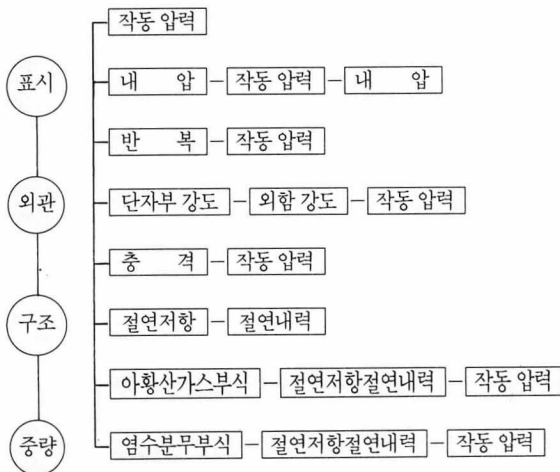 작동 압력
표시
내 압 작동 압력 내 압
반 복 작동 압력
외관
단자부 강도 외함 강도 작동 압력
충 격 작동 압력
구조
절연저항 절연내력
아황산가스부식 절연저항절연내력 작동 압력
중량
염수분무부식 절연저항절연내력 작동 압력